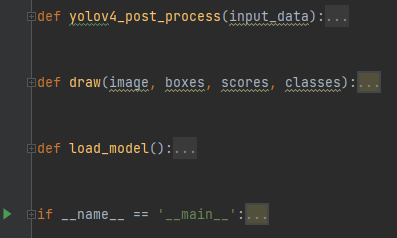 def yolov4_post_process(input_data):...
def draw(image, boxes, scores, classes):...
def load_model():...
if __name__ == '__main__':...